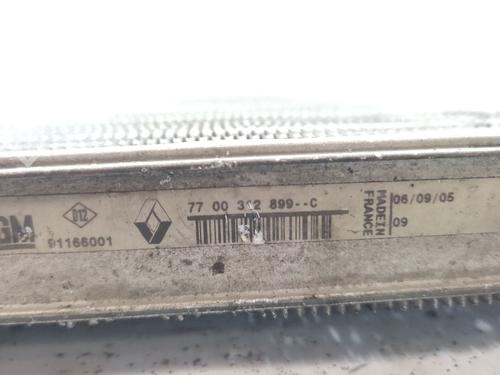 GM
91166001
D12
77 00 312 899--C
MADE IN
FRANCE
06/09/05
09